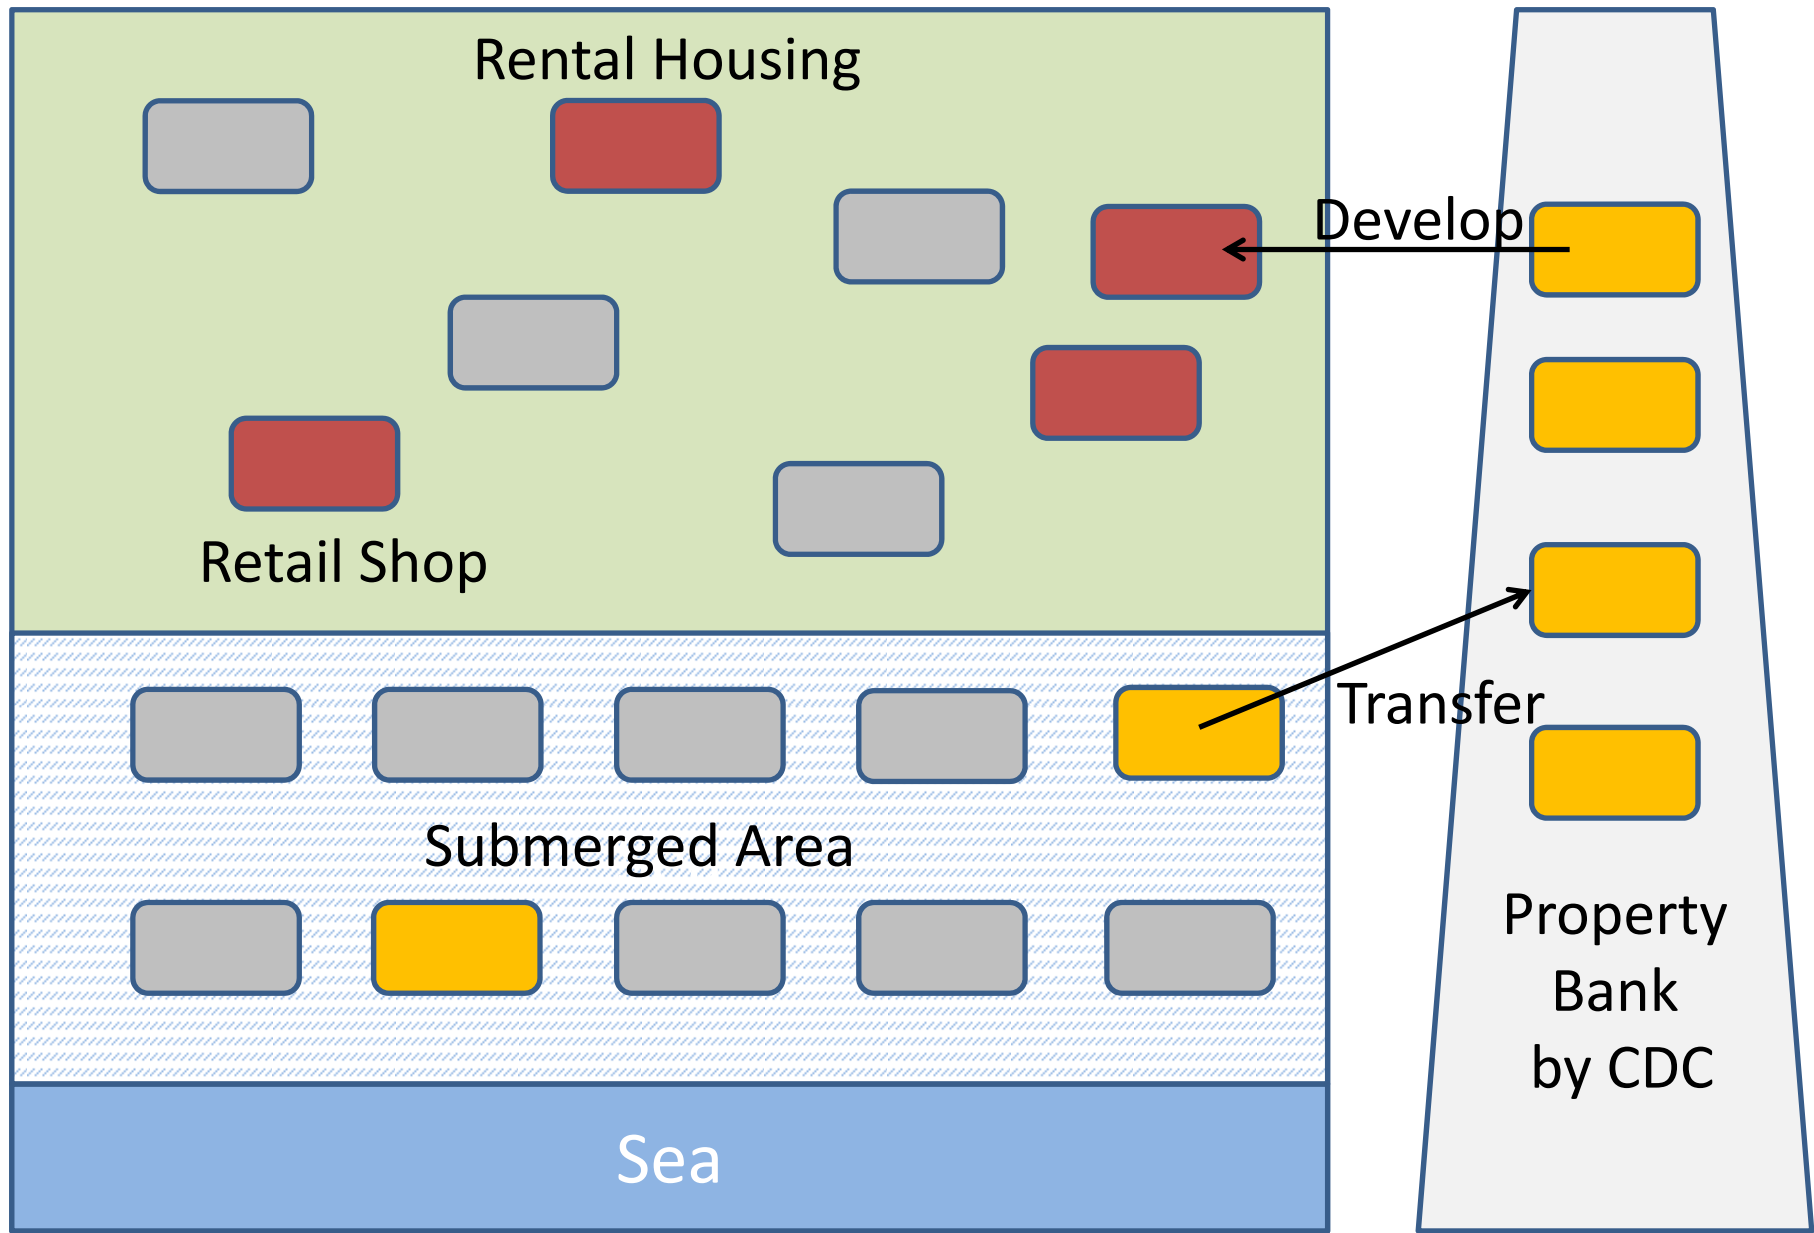 Rental Housing
Develop
Retail Shop
Transfer
Submerged Area
Property
Bank
by CDC
Sea